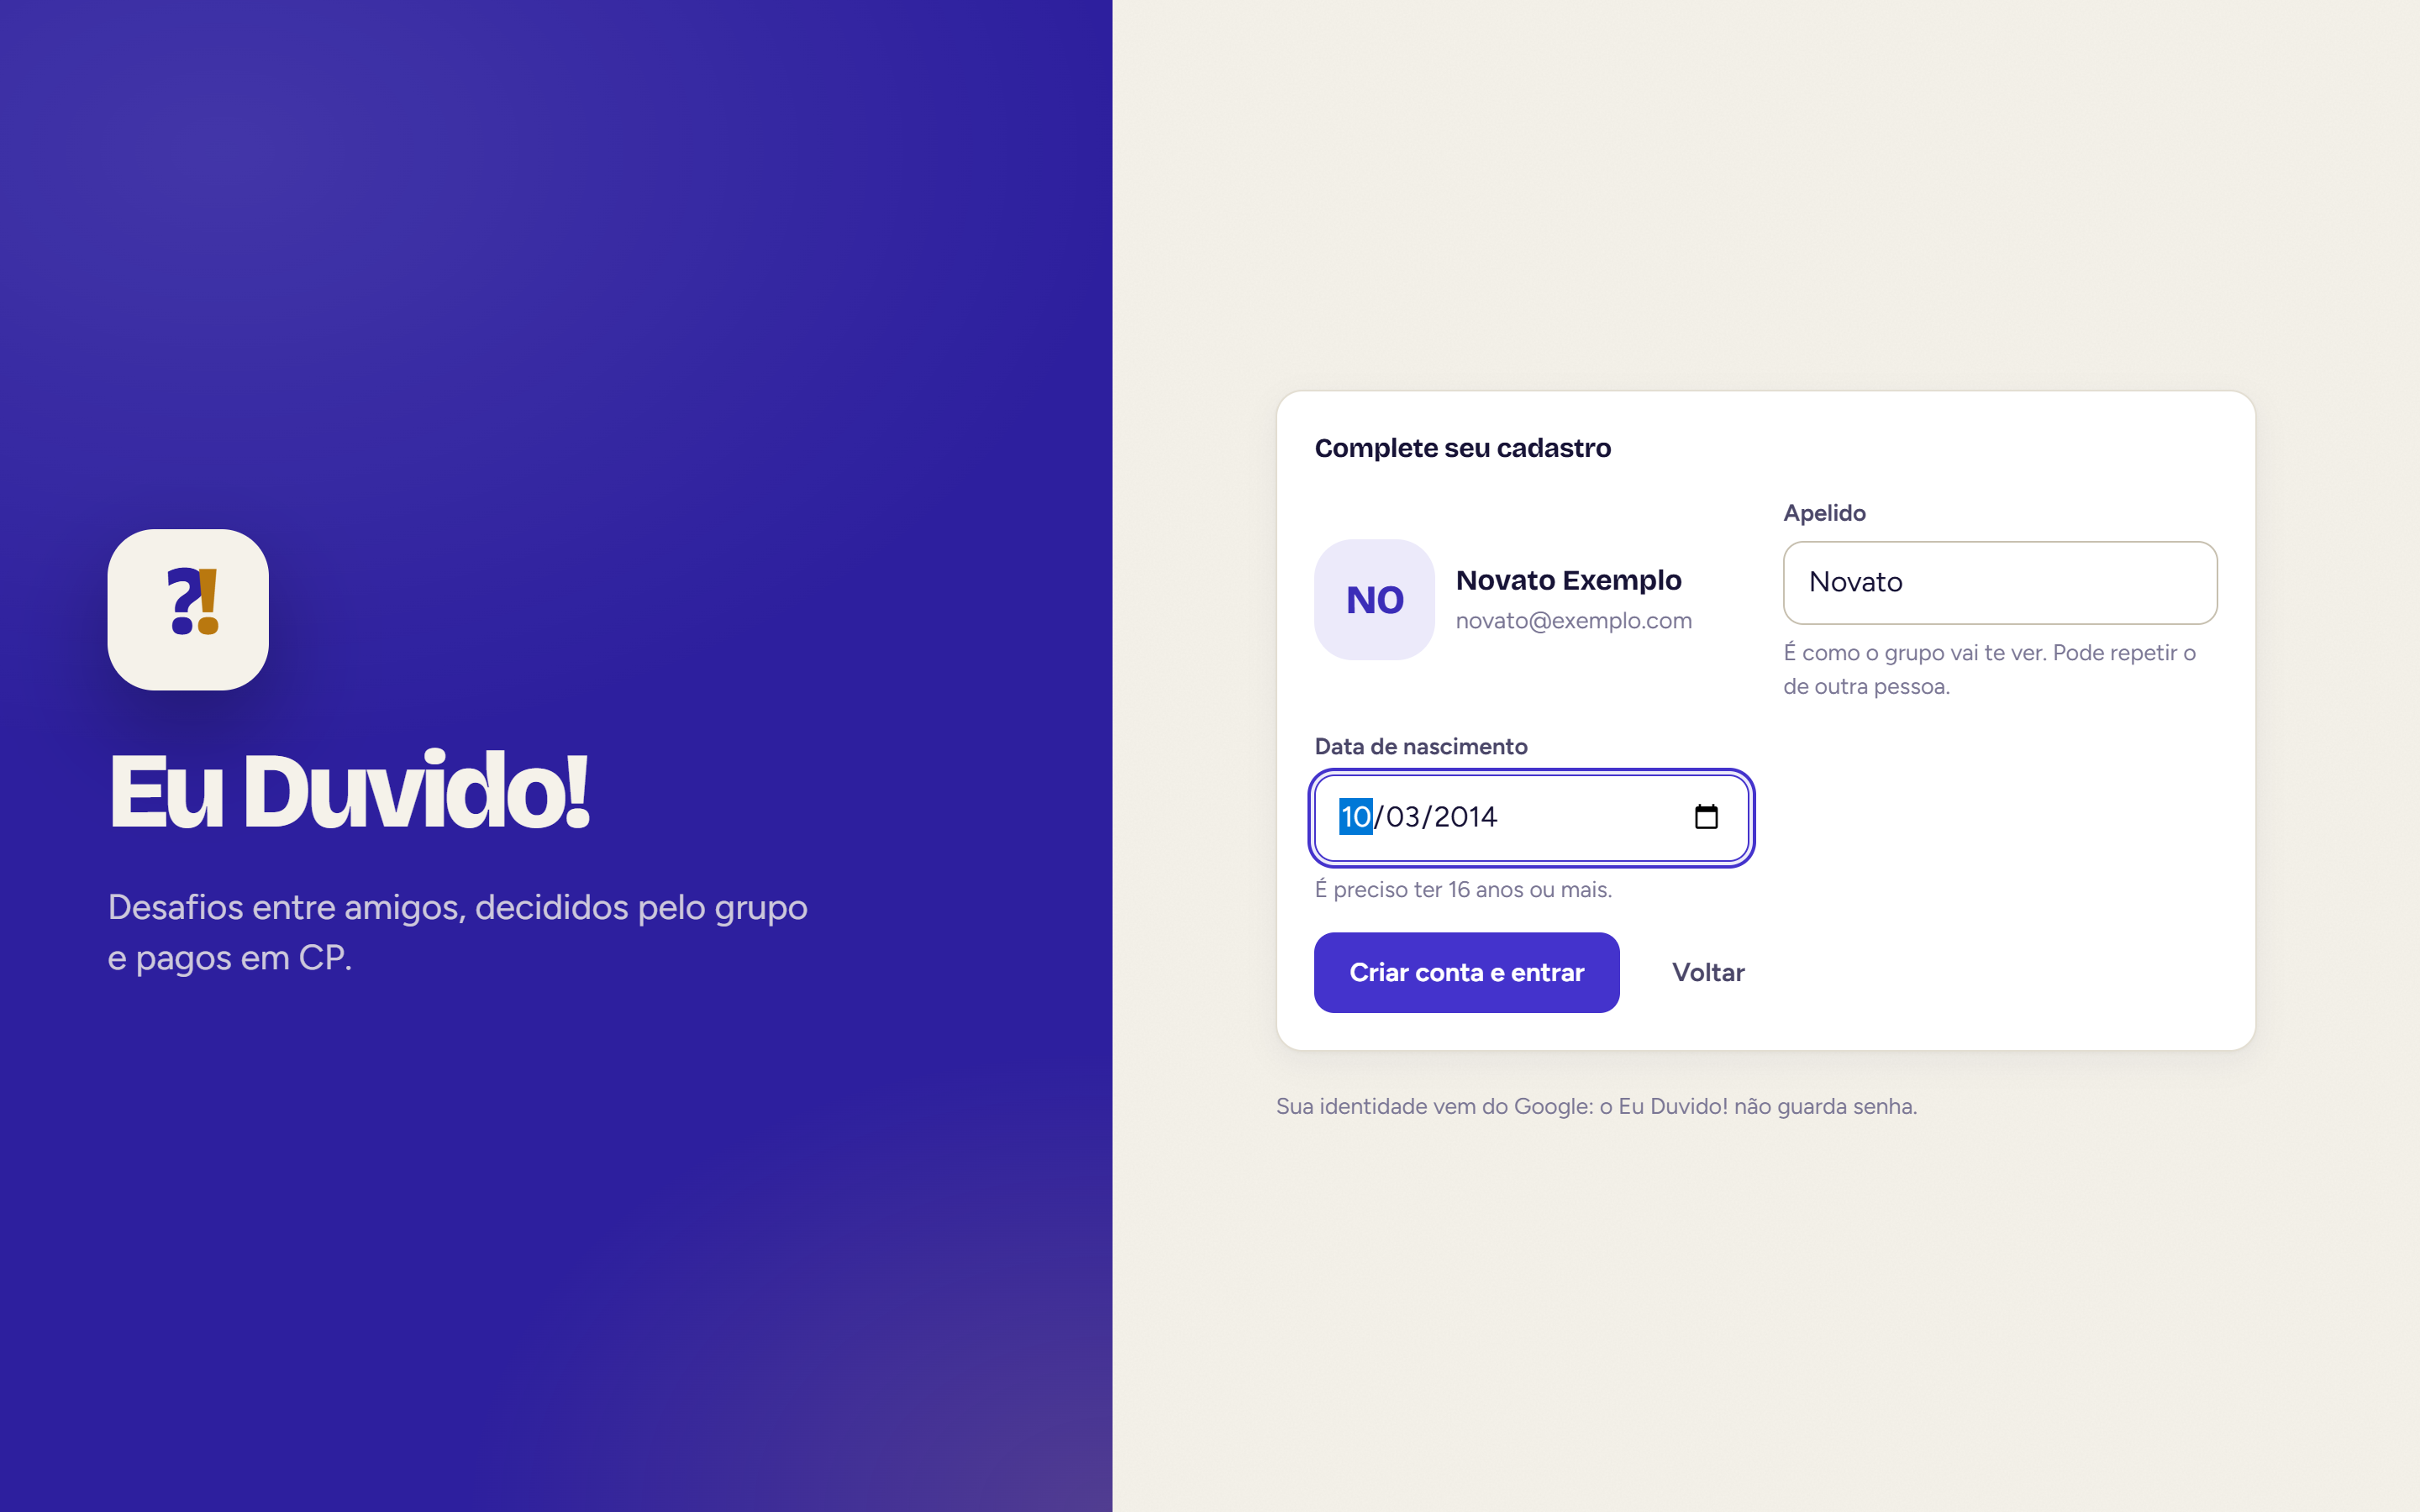 ?!
Eu Duvido!
Desafios entre amigos, decididos pelo grupo
e pagos em CP.
Complete seu cadastro
NO
Novato Exemplo
novato@exemplo.com
Apelido
Novato
É como o grupo vai te ver. Pode repetir o
de outra pessoa.
Data de nascimento
10/03/2014
É preciso ter 16 anos ou mais.
Criar conta e entrar
Voltar
Sua identidade vem do Google: o Eu Duvido! não guarda senha.